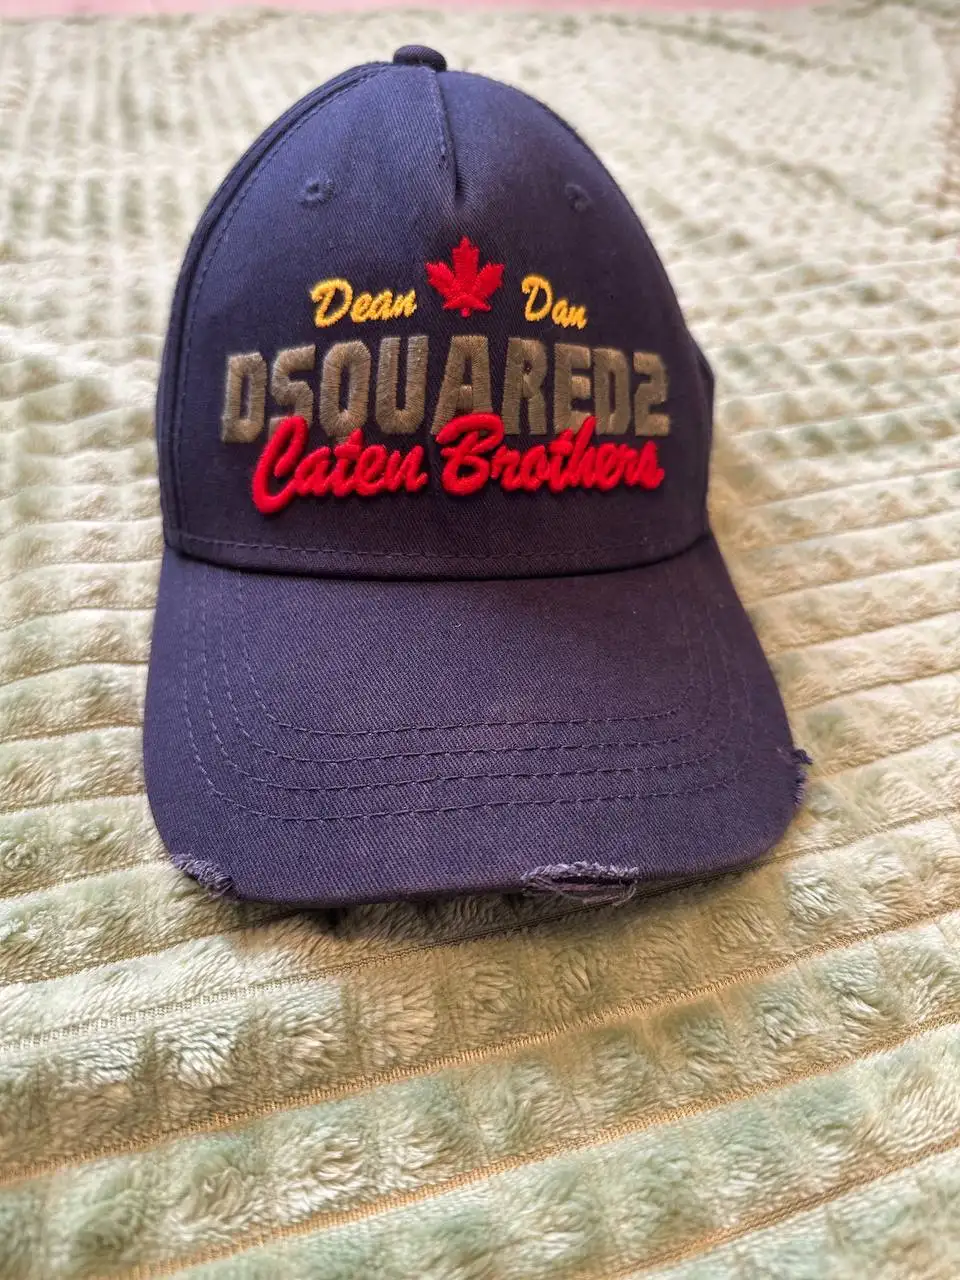 Dean Dan
DSQUARED2
Caten Brothers